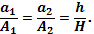 a₁/A₁ = a₂/A₂ = h/H.